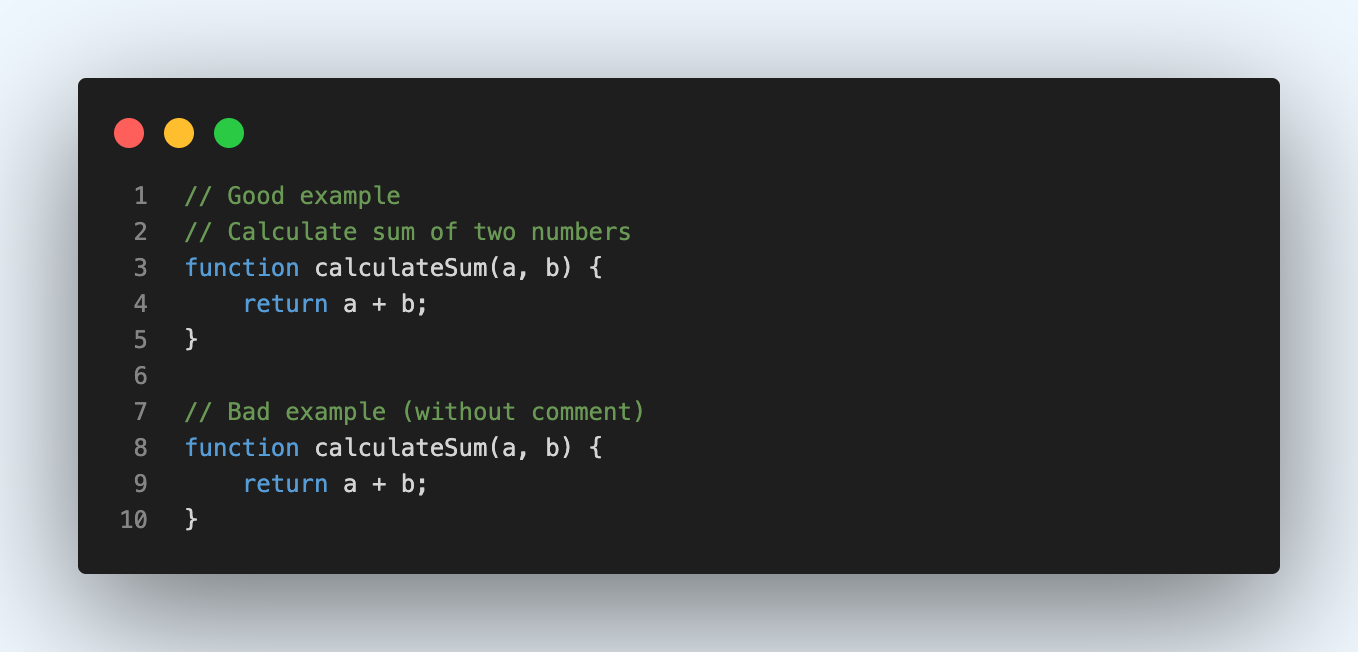 1 // Good example
2 // Calculate sum of two numbers
3 function calculateSum(a, b) {
4     return a + b;
5 }
6
7 // Bad example (without comment)
8 function calculateSum(a, b) {
9     return a + b;
10 }